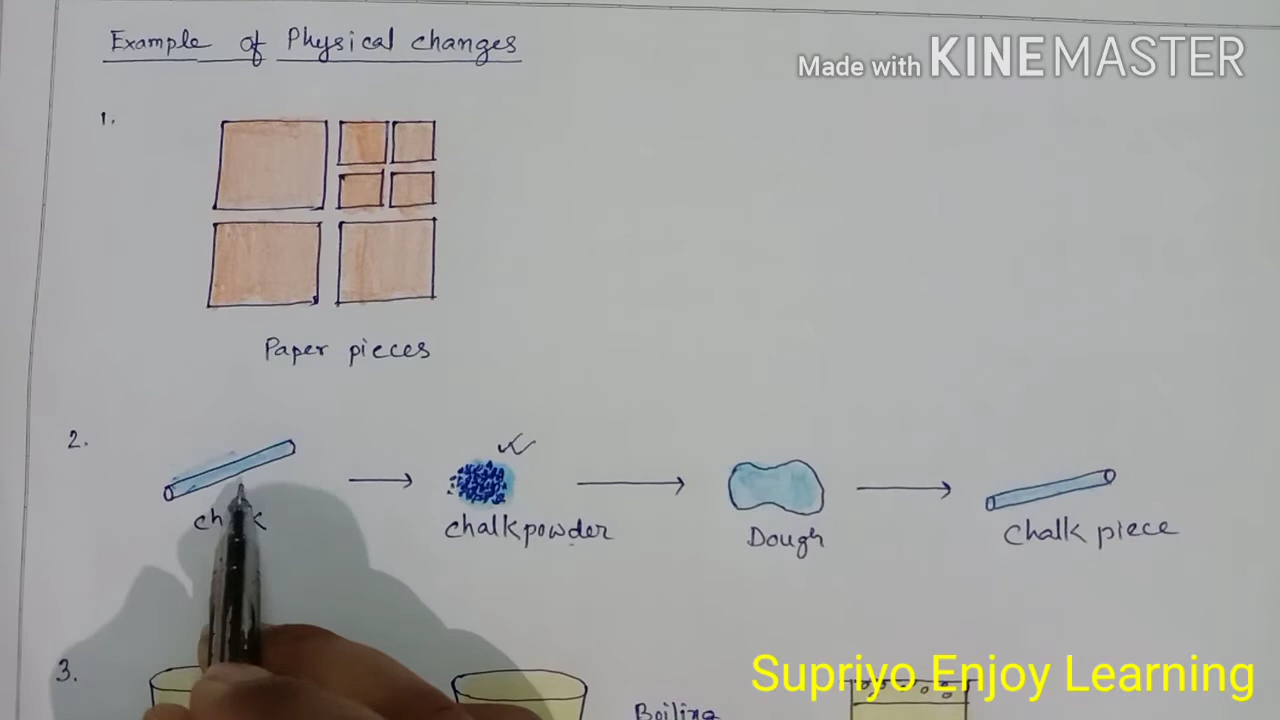 Example of Physical changes
Made with KINEMASTER
1.
Paper pieces
2.
chalkpowder
Dough
Chalk piece
3.
Boiling
Supriyo Enjoy Learning